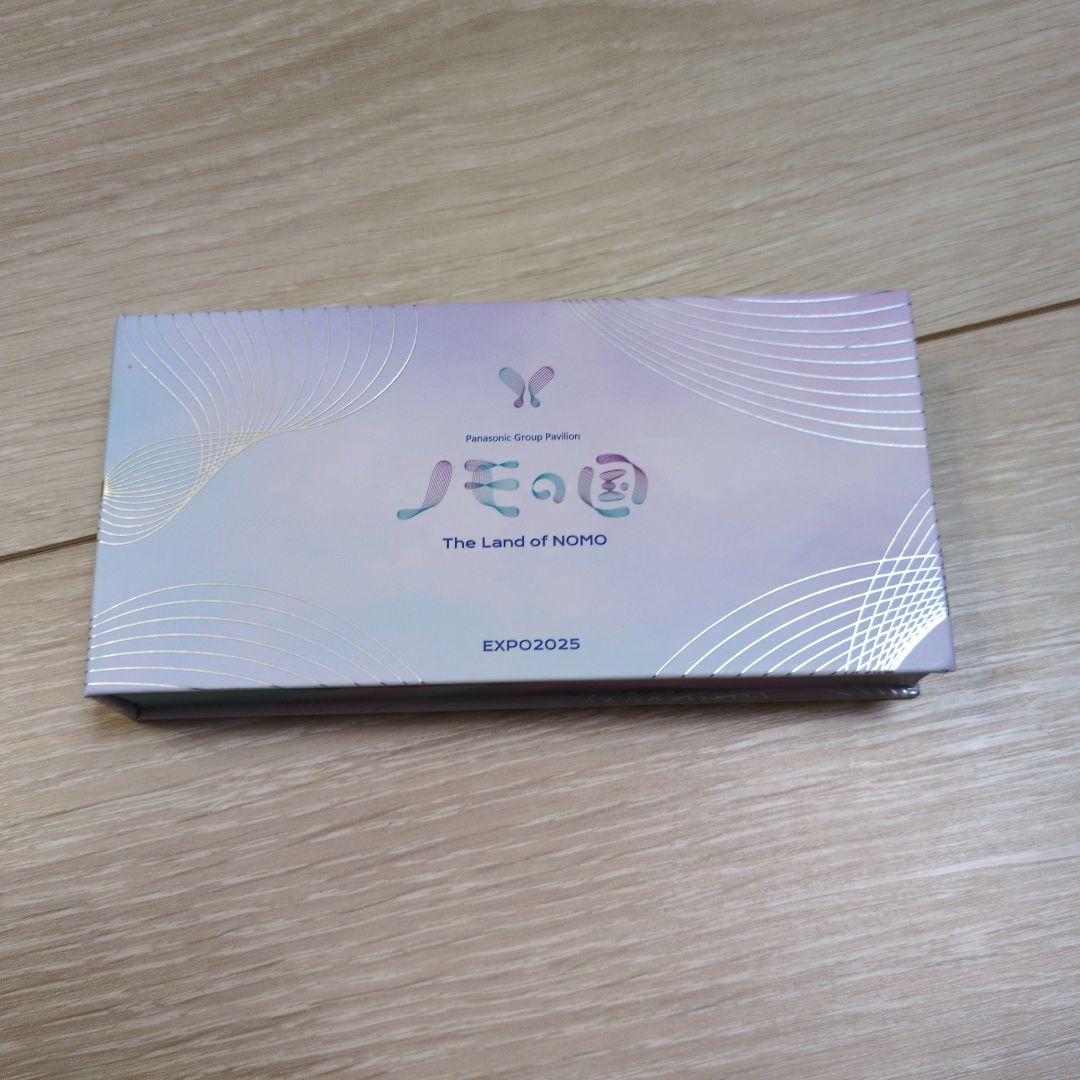 Panasonic Group Pavilion
ノモの国
The Land of NOMO
EXPO2025